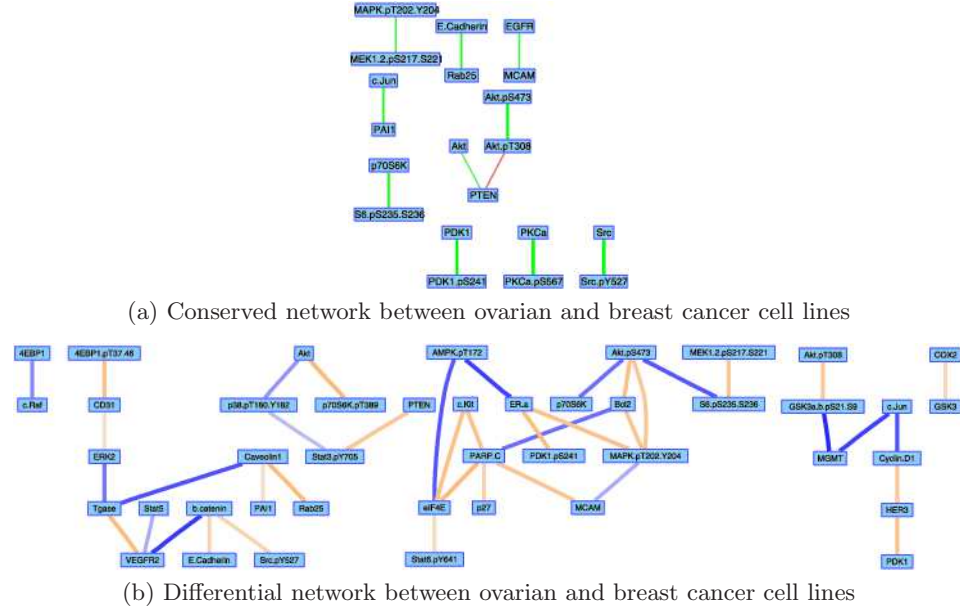 MAPK.pT202.Y204
E.Cadherin
EGFR
MEK1.2.pS217.S221
Rab25
MCAM
c.Jun
Akt.pS473
PAI1
Akt
Akt.pT308
p70S6K
PTEN
S6.pS235.S236
PDK1
PKCa
Src
PDK1.pS241
PKCa.pS567
Src.pY527
(a) Conserved network between ovarian and breast cancer cell lines
4EBP1
4EBP1.pT37.46
Akt
AMPK.pT172
Akt.pS473
MEK1.2.pS217.S221
Akt.pT308
COX2
c.Raf
CD31
p38.pT180.Y182
p70S6K.pT389
PTEN
c.Kit
ER.a
p70S6K
Bcl2
S6.pS235.S236
GSK3a.b.pS21.S9
c.Jun
GSK3
ERK2
Caveolin1
Stat3.pY705
PARP.C
PDK1.pS241
MAPK.pT202.Y204
MGMT
Cyclin.D1
Tgase
Stat5
b.catenin
PAI1
Rab25
eIF4E
p27
MCAM
HER3
VEGFR2
E.Cadherin
Src.pY527
PDK1
(b) Differential network between ovarian and breast cancer cell lines